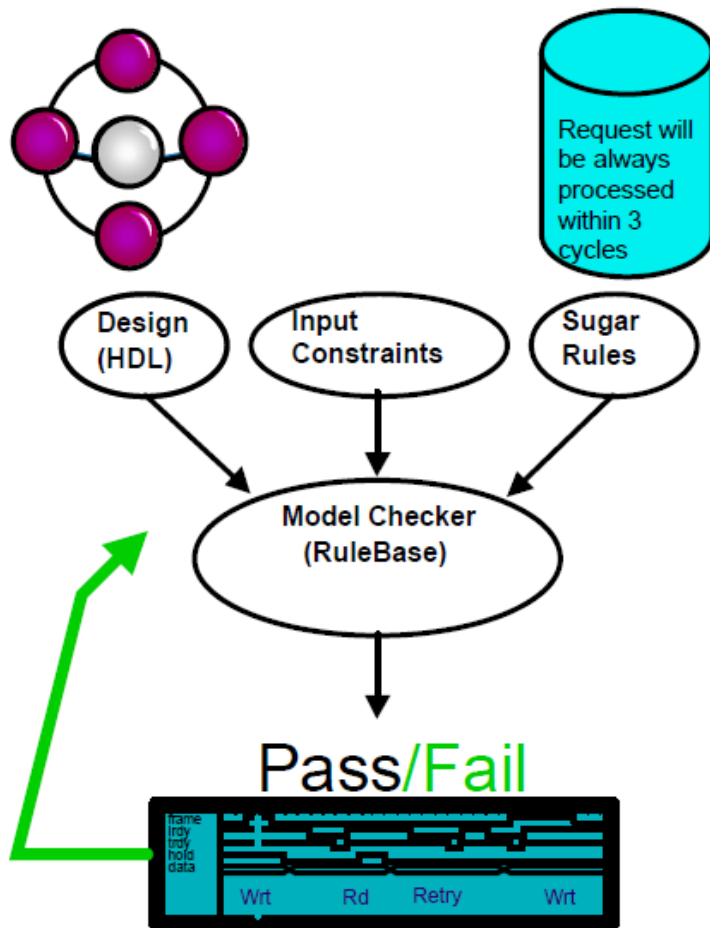 Request will
be always
processed
within 3
cycles
Design
(HDL)
Input
Constraints
Sugar
Rules
Model Checker
(RuleBase)
Pass/Fail
frame
irdy
trdy
hold
data
Wrt Rd Retry Wrt